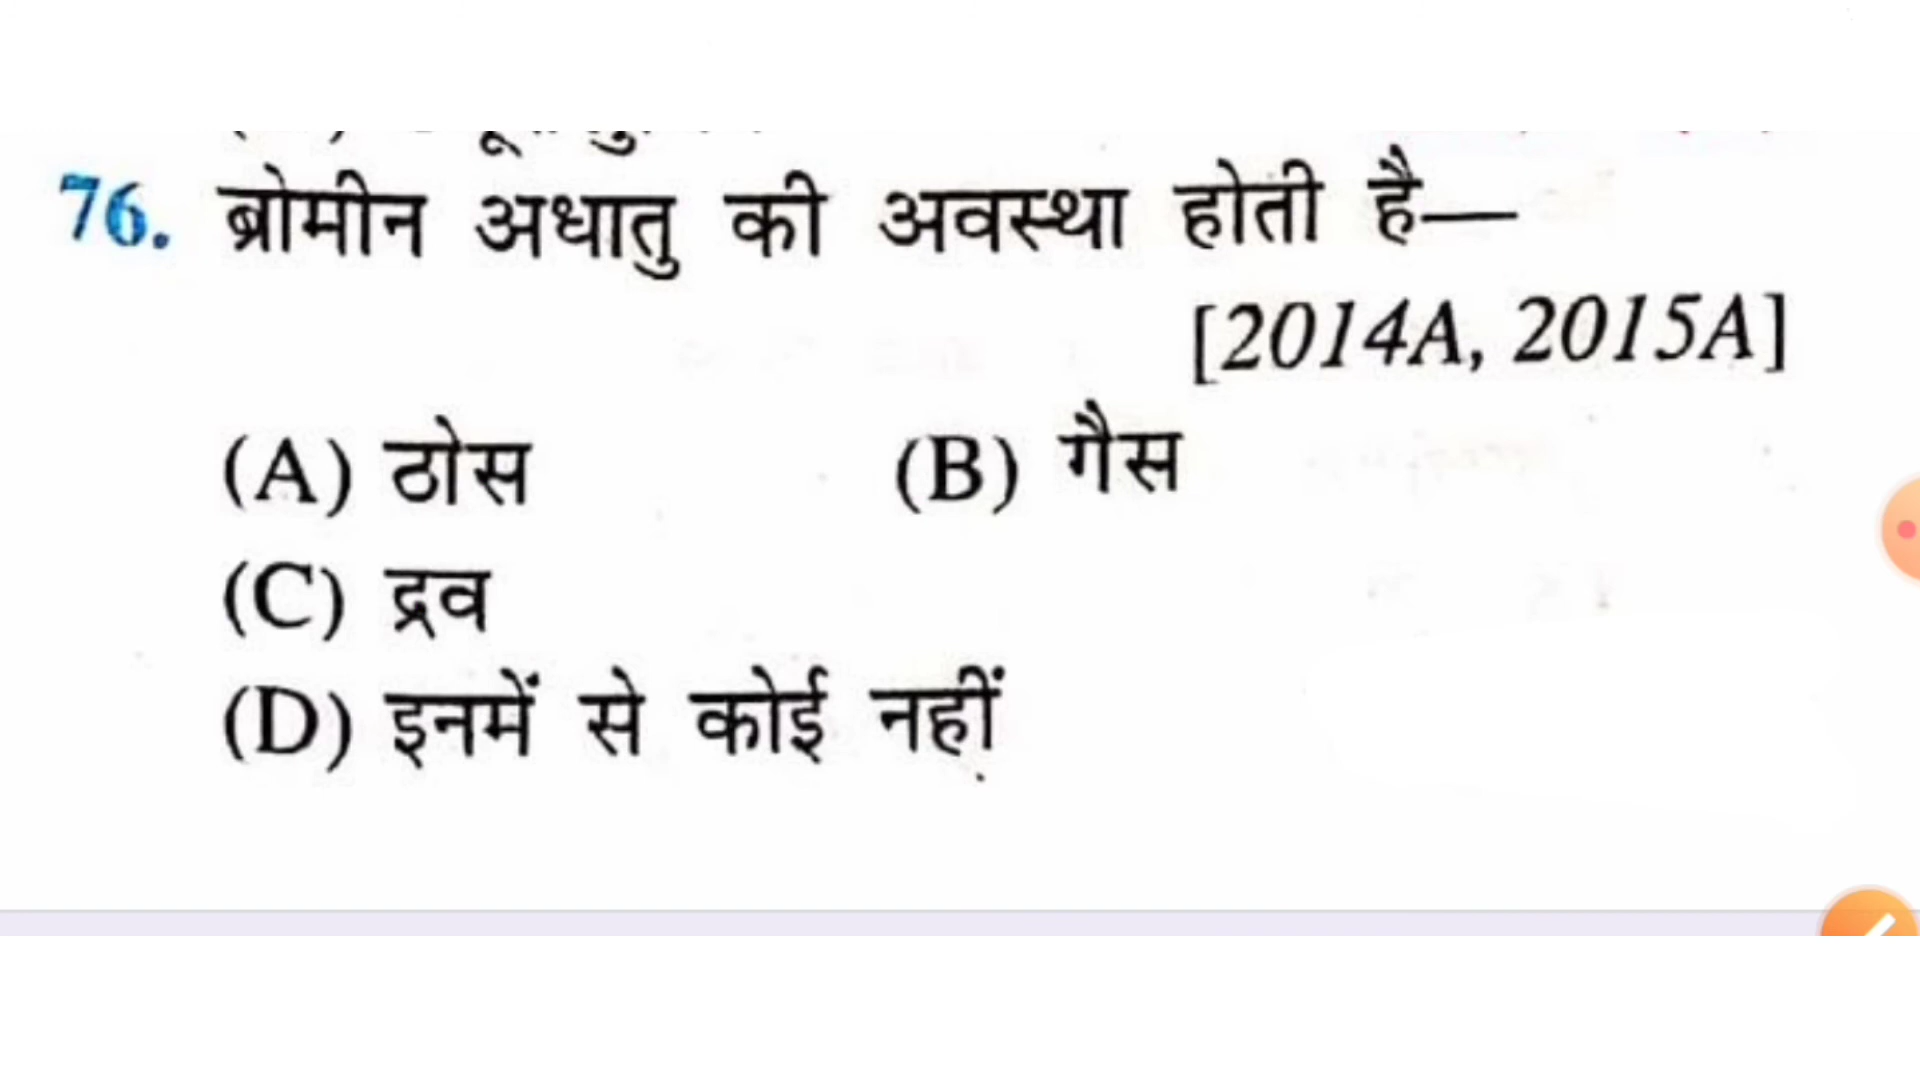 76. ब्रोमीन अधातु की अवस्था होती है—
[2014A, 2015A]
(A) ठोस (B) गैस
(C) द्रव
(D) इनमें से कोई नहीं